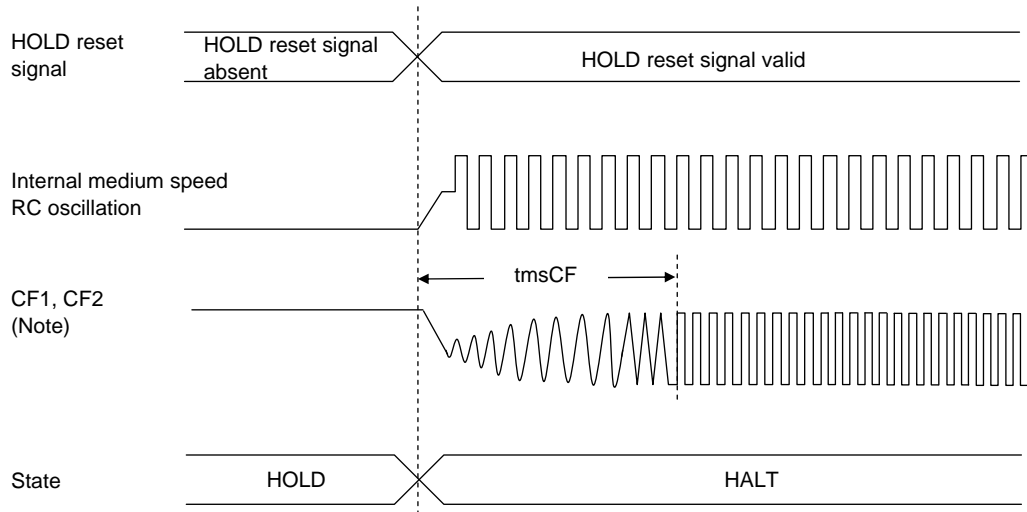 HOLD reset
signal
HOLD reset signal
absent
HOLD reset signal valid
Internal medium speed
RC oscillation
tmsCF
CF1, CF2
(Note)
State
HOLD
HALT